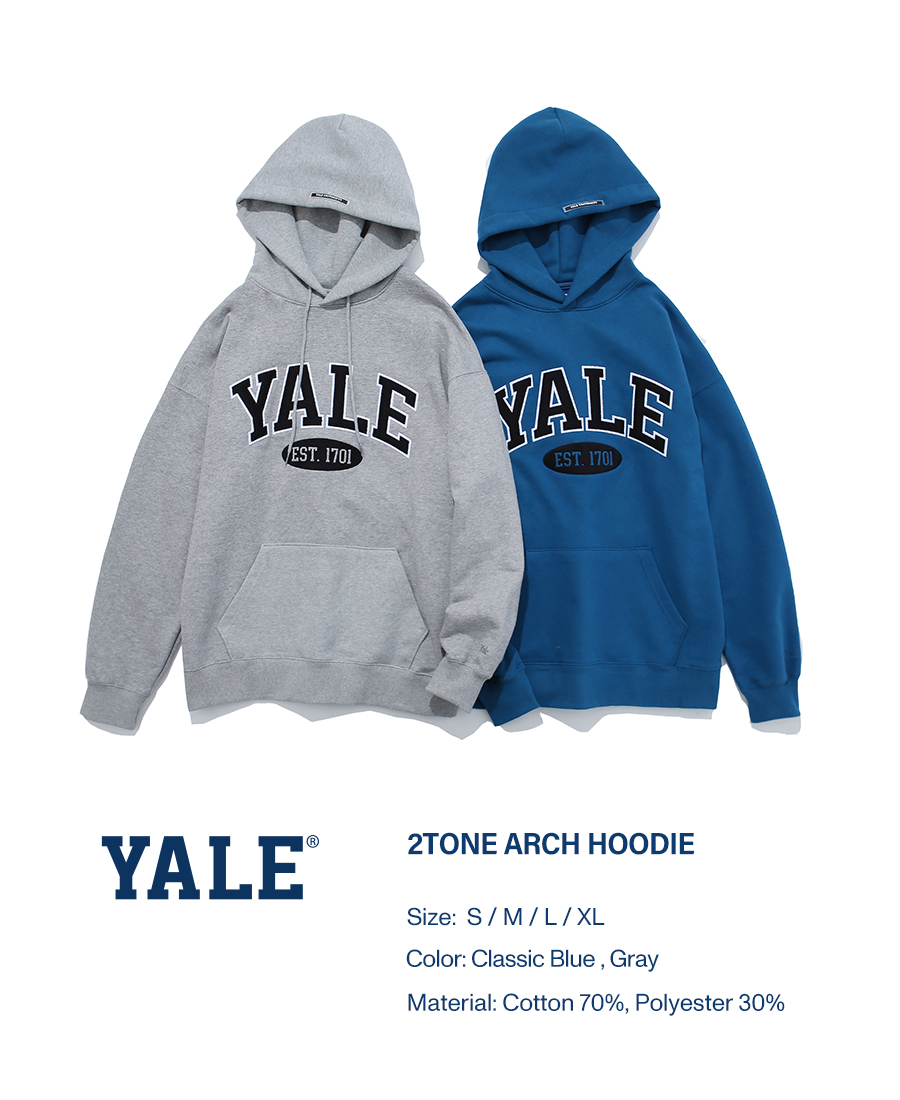 YALE
EST. 1701
YALE
EST. 1701
Yale
YALE®
2TONE ARCH HOODIE
Size: S / M / L / XL
Color: Classic Blue , Gray
Material: Cotton 70%, Polyester 30%